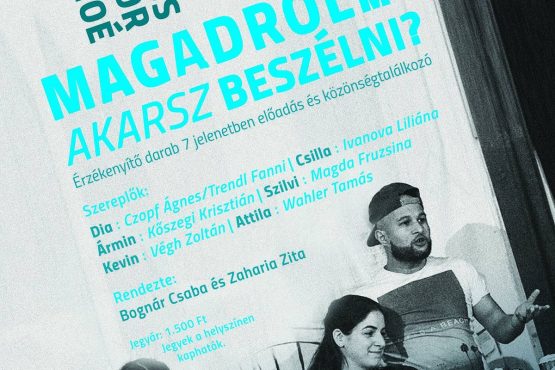 MAGADRÓL
AKARSZ BESZÉLNI?
Érzékenyítő darab 7 jelenetben előadás és közönségtalálkozó
Szereplők:
Dia : Czopf Ágnes/Trendl Fanni | Csilla : Ivanova Liliána
Ármin : Kőszegi Krisztián | Szilvi : Magda Fruzsina
Kevin : Végh Zoltán | Attila : Wahler Tamás
Rendezte:
Bognár Csaba és Zaharia Zita
Jegyár: 1.500 Ft
Jegyek a helyszínen
kaphatók.